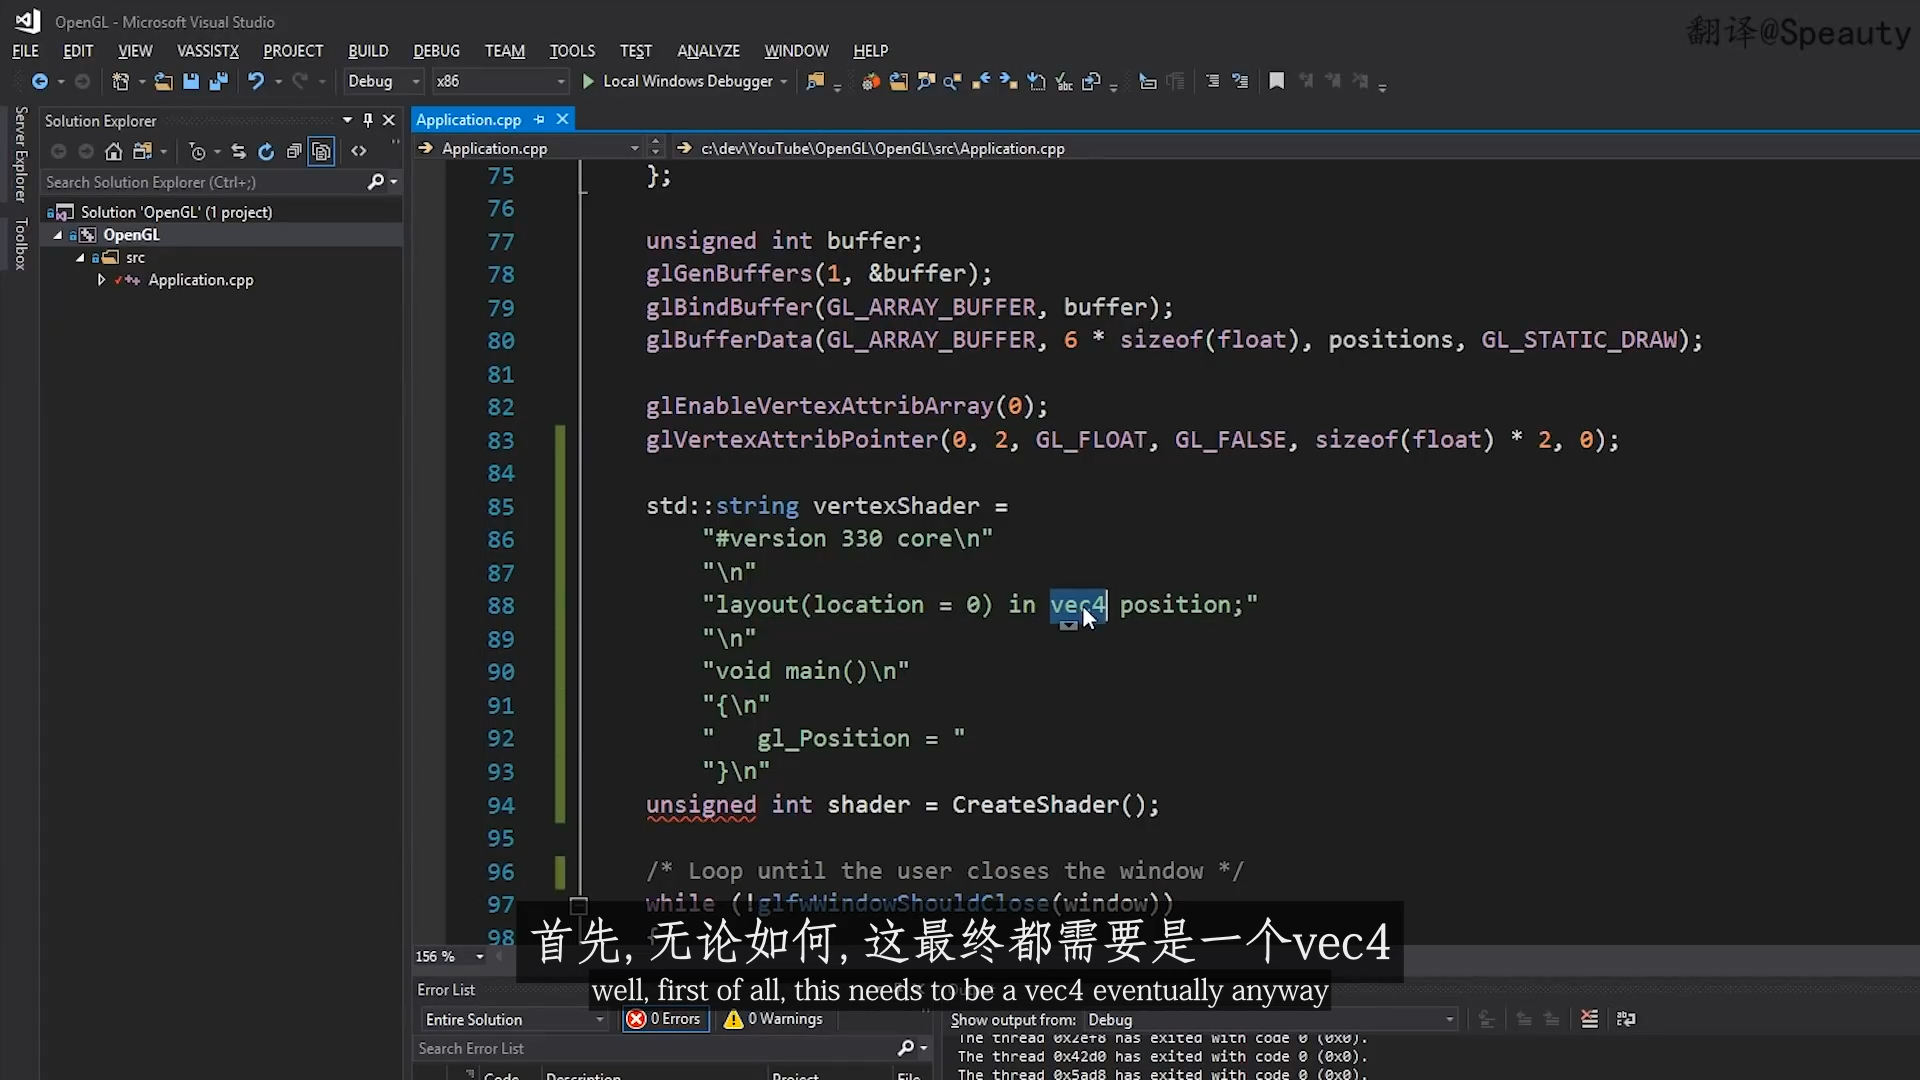 OpenGL - Microsoft Visual Studio
翻译@Speauty
FILE EDIT VIEW VASSISTX PROJECT BUILD DEBUG TEAM TOOLS TEST ANALYZE WINDOW HELP
Debug x86 Local Windows Debugger
Server Explorer
Toolbox
Solution Explorer
Search Solution Explorer (Ctrl+;)
Solution 'OpenGL' (1 project)
OpenGL
src
Application.cpp
Application.cpp
Application.cpp c:\dev\YouTube\OpenGL\OpenGL\src\Application.cpp
75 };
76
77 unsigned int buffer;
78 glGenBuffers(1, &buffer);
79 glBindBuffer(GL_ARRAY_BUFFER, buffer);
80 glBufferData(GL_ARRAY_BUFFER, 6 * sizeof(float), positions, GL_STATIC_DRAW);
81
82 glEnableVertexAttribArray(0);
83 glVertexAttribPointer(0, 2, GL_FLOAT, GL_FALSE, sizeof(float) * 2, 0);
84
85 std::string vertexShader =
86 "#version 330 core\n"
87 "\n"
88 "layout(location = 0) in vec4 position;"
89 "\n"
90 "void main()\n"
91 "{\n"
92 "   gl_Position = "
93 "}\n"
94 unsigned int shader = CreateShader();
95
96 /* Loop until the user closes the window */
97 while (!glfwWindowShouldClose(window))
98 {
首先, 无论如何, 这最终都需要是一个vec4
well, first of all, this needs to be a vec4 eventually anyway
156 %
Error List
Entire Solution 0 Errors 0 Warnings
Search Error List
Code Description Project File
Show output from: Debug
The thread 0x2ef8 has exited with code 0 (0x0).
The thread 0x42d0 has exited with code 0 (0x0).
The thread 0x5ad8 has exited with code 0 (0x0).